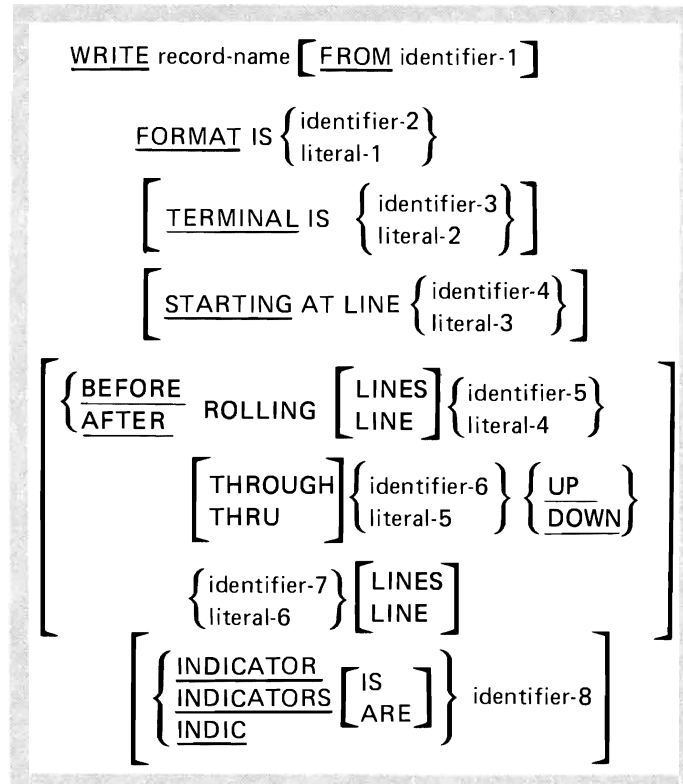 WRITE record-name [ FROM identifier-1 ]
FORMAT IS { identifier-2
literal-1 }
[ TERMINAL IS { identifier-3
literal-2 } ]
[ STARTING AT LINE { identifier-4
literal-3 } ]
[ { BEFORE
AFTER } ROLLING [ LINES
LINE ] { identifier-5
literal-4 }
[ THROUGH
THRU ] { identifier-6
literal-5 } { UP
DOWN }
{ identifier-7
literal-6 } [ LINES
LINE ] ]
[ { INDICATOR
INDICATORS
INDIC } [ IS
ARE ] identifier-8 ]